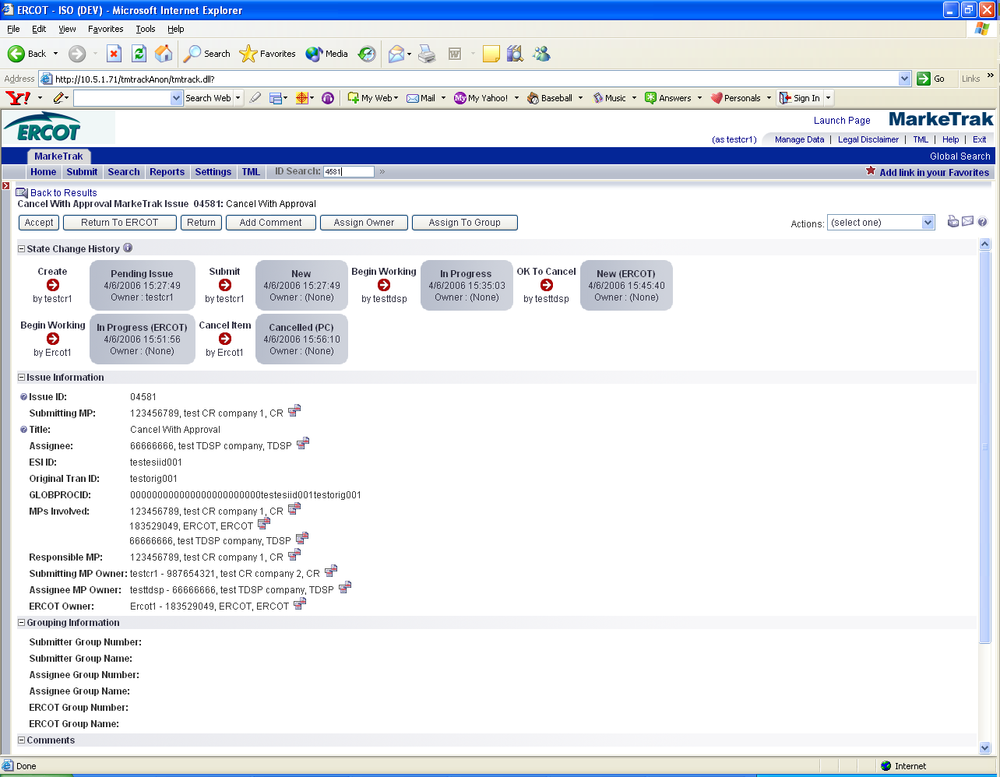 ERCOT - ISO (DEV) - Microsoft Internet Explorer
File Edit View Favorites Tools Help
Back Search Favorites Media
Address http://10.5.1.71/tmtrackAnon/tmtrack.dll? Go Links »
Y! Search Web My Web Mail My Yahoo! Baseball Music Answers Personals Sign In
ERCOT Launch Page MarkeTrak
(as testcr1) Manage Data | Legal Disclaimer | TML | Help | Exit
MarkeTrak Global Search
Home Submit Search Reports Settings TML ID Search: 4581 » Add link in your Favorites
Back to Results
Cancel With Approval MarkeTrak Issue 04581: Cancel With Approval
Accept Return To ERCOT Return Add Comment Assign Owner Assign To Group Actions: (select one)
State Change History
Create by testcr1
Pending Issue
4/6/2006 15:27:49
Owner : testcr1
Submit by testcr1
New
4/6/2006 15:27:49
Owner : (None)
Begin Working by testtdsp
In Progress
4/6/2006 15:35:03
Owner : (None)
OK To Cancel by testtdsp
New (ERCOT)
4/6/2006 15:45:40
Owner : (None)
Begin Working by Ercot1
In Progress (ERCOT)
4/6/2006 15:51:56
Owner : (None)
Cancel Item by Ercot1
Cancelled (PC)
4/6/2006 15:56:10
Owner : (None)
Issue Information
Issue ID: 04581
Submitting MP: 123456789, test CR company 1, CR
Title: Cancel With Approval
Assignee: 66666666, test TDSP company, TDSP
ESI ID: testesiid001
Original Tran ID: testorig001
GLOBPROCID: 000000000000000000000000testesiid001testorig001
MPs Involved: 123456789, test CR company 1, CR
183529049, ERCOT, ERCOT
66666666, test TDSP company, TDSP
Responsible MP: 123456789, test CR company 1, CR
Submitting MP Owner: testcr1 - 987654321, test CR company 2, CR
Assignee MP Owner: testtdsp - 66666666, test TDSP company, TDSP
ERCOT Owner: Ercot1 - 183529049, ERCOT, ERCOT
Grouping Information
Submitter Group Number:
Submitter Group Name:
Assignee Group Number:
Assignee Group Name:
ERCOT Group Number:
ERCOT Group Name:
Comments
Done Internet